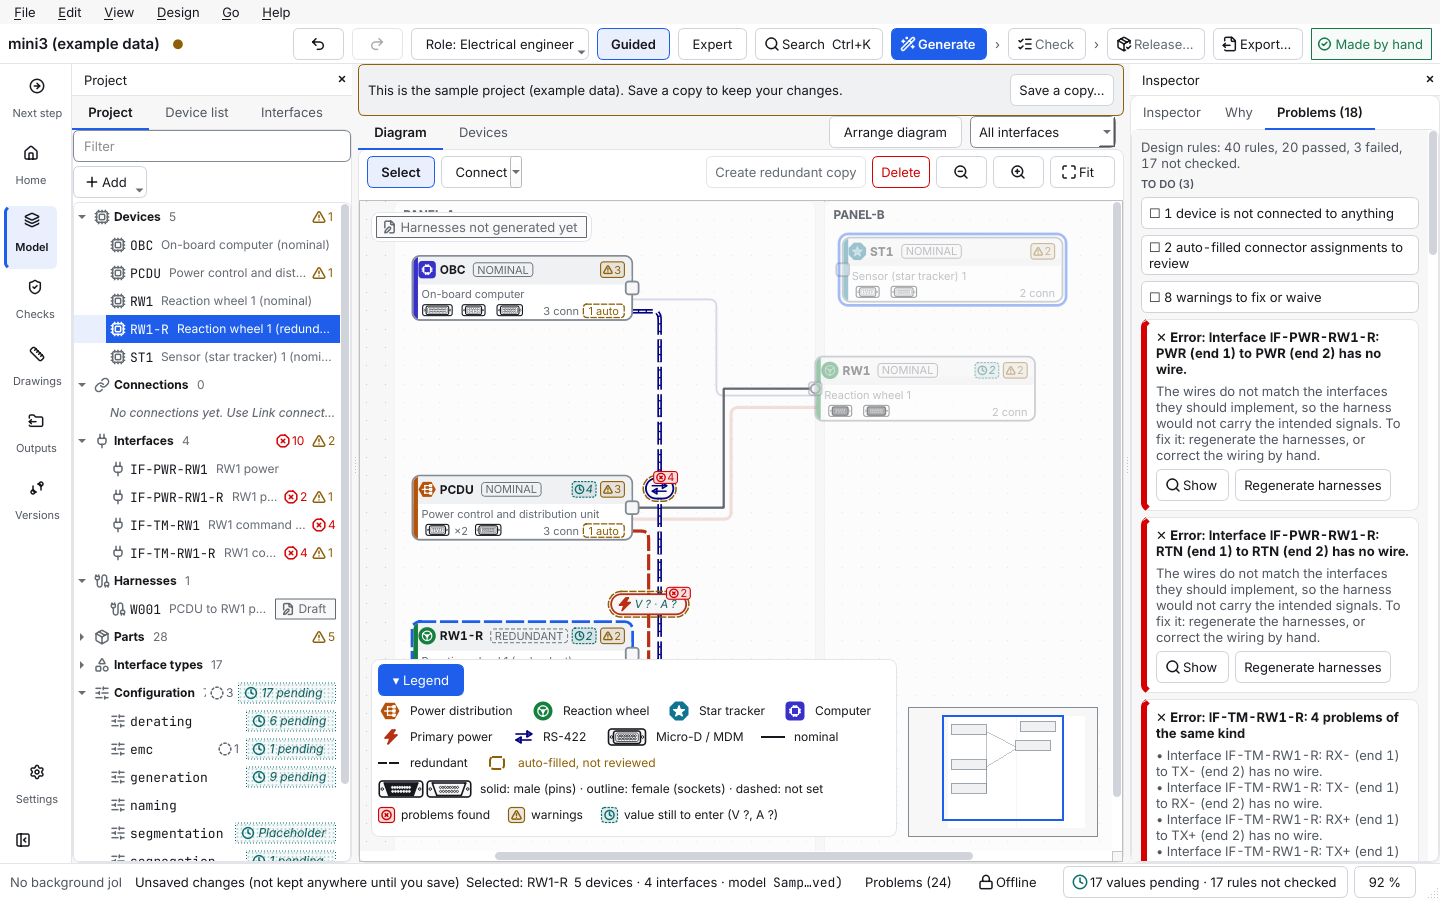 File Edit View Design Go Help
mini3 (example data)
Role: Electrical engineer
Guided
Expert
Search Ctrl+K
Generate
Check
Release...
Export...
Made by hand
Next step
Home
Model
Checks
Drawings
Outputs
Versions
Settings
Project
Project Device list Interfaces
Filter
+ Add
Devices 5 1
OBC On-board computer (nominal)
PCDU Power control and dist... 1
RW1 Reaction wheel 1 (nominal)
RW1-R Reaction wheel 1 (redund...
ST1 Sensor (star tracker) 1 (nomi...
Connections 0
No connections yet. Use Link connect...
Interfaces 4 10 2
IF-PWR-RW1 RW1 power
IF-PWR-RW1-R RW1 p... 2 1
IF-TM-RW1 RW1 command ... 4
IF-TM-RW1-R RW1 co... 4 1
Harnesses 1
W001 PCDU to RW1 p... Draft
Parts 28 5
Interface types 17
Configuration 3 17 pending
derating 6 pending
emc 1 1 pending
generation 9 pending
naming
segmentation Placeholder
segregation 1 pending
This is the sample project (example data). Save a copy to keep your changes.
Save a copy...
Diagram Devices
Arrange diagram
All interfaces
Select
Connect
Create redundant copy
Delete
Fit
PANEL-A
Harnesses not generated yet
PANEL-B
OBC NOMINAL 3
On-board computer
3 conn 1 auto
ST1 NOMINAL 2
Sensor (star tracker) 1
2 conn
RW1 NOMINAL 2 2
Reaction wheel 1
2 conn
4
PCDU NOMINAL 4 3
Power control and distribution unit
×2 3 conn 1 auto
2
V ? · A ?
RW1-R REDUNDANT 2 2
▾ Legend
Power distribution Reaction wheel Star tracker Computer
Primary power RS-422 Micro-D / MDM nominal
redundant auto-filled, not reviewed
solid: male (pins) · outline: female (sockets) · dashed: not set
problems found warnings value still to enter (V ?, A ?)
Inspector
Inspector Why Problems (18)
Design rules: 40 rules, 20 passed, 3 failed,
17 not checked.
TO DO (3)
☐ 1 device is not connected to anything
☐ 2 auto-filled connector assignments to
review
☐ 8 warnings to fix or waive
✕ Error: Interface IF-PWR-RW1-R:
PWR (end 1) to PWR (end 2) has no
wire.
The wires do not match the interfaces
they should implement, so the harness
would not carry the intended signals. To
fix it: regenerate the harnesses, or
correct the wiring by hand.
Show
Regenerate harnesses
✕ Error: Interface IF-PWR-RW1-R:
RTN (end 1) to RTN (end 2) has no wire.
The wires do not match the interfaces
they should implement, so the harness
would not carry the intended signals. To
fix it: regenerate the harnesses, or
correct the wiring by hand.
Show
Regenerate harnesses
✕ Error: IF-TM-RW1-R: 4 problems of
the same kind
• Interface IF-TM-RW1-R: RX- (end 1)
to TX- (end 2) has no wire.
• Interface IF-TM-RW1-R: TX- (end 1)
to RX- (end 2) has no wire.
• Interface IF-TM-RW1-R: RX+ (end 1)
to TX+ (end 2) has no wire.
• Interface IF-TM-RW1-R: TX+ (end 1)
No background jol
Unsaved changes (not kept anywhere until you save)
Selected: RW1-R
5 devices · 4 interfaces · model Samp…ved)
Problems (24)
Offline
17 values pending · 17 rules not checked
92 %